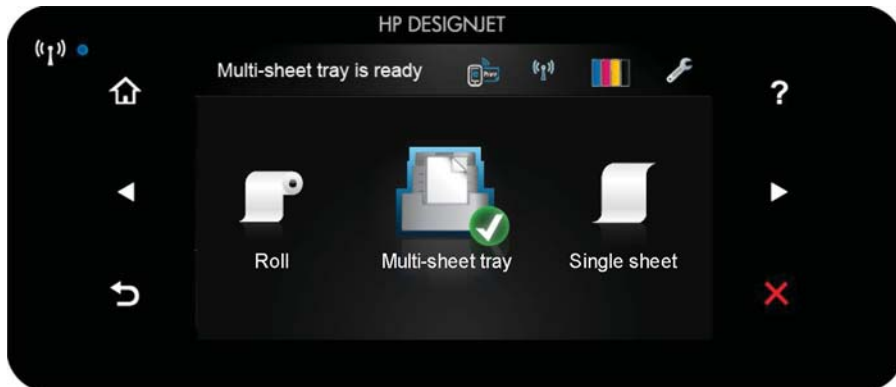 HP DESIGNJET
Multi-sheet tray is ready
?
Roll
Multi-sheet tray
Single sheet